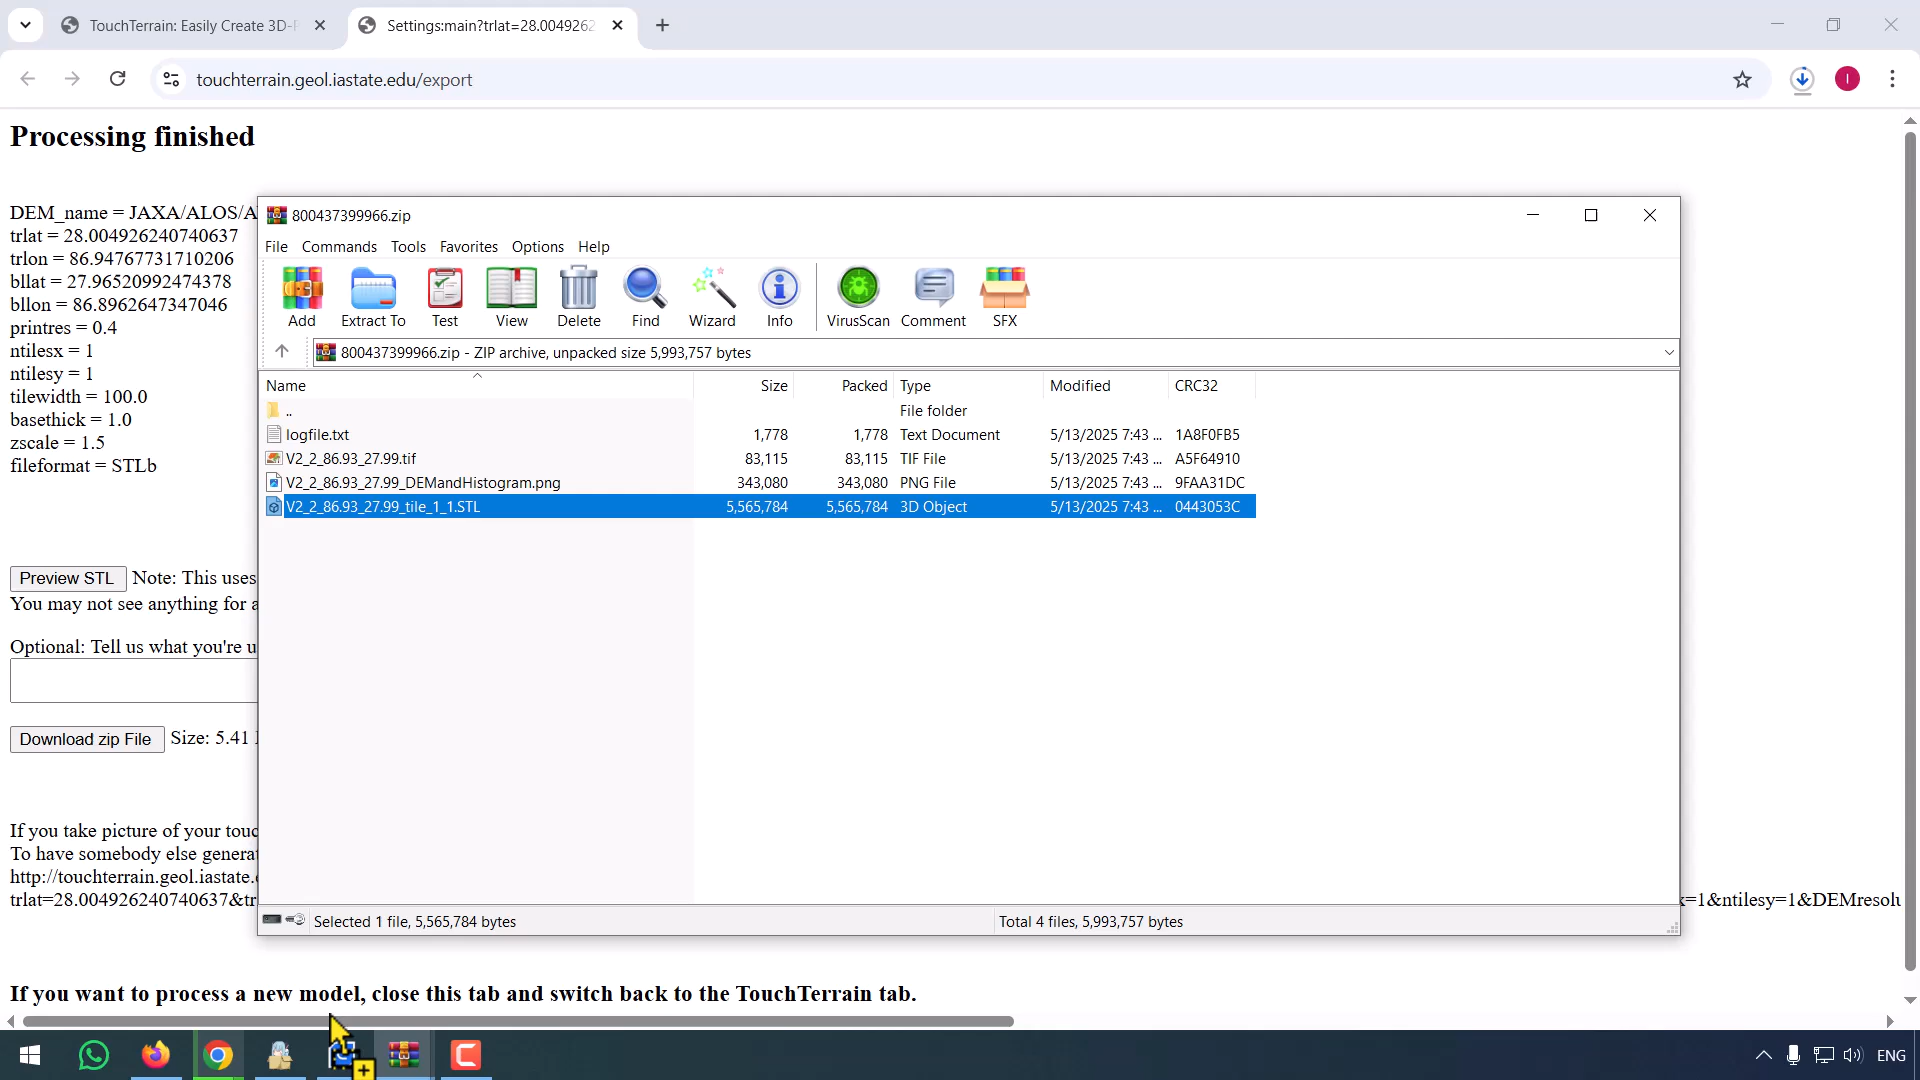 TouchTerrain: Easily Create 3D-P
Settings:main?trlat=28.0049262
touchterrain.geol.iastate.edu/export
I
Processing finished
DEM_name = JAXA/ALOS/A
trlat = 28.004926240740637
trlon = 86.94767731710206
bllat = 27.96520992474378
bllon = 86.8962647347046
printres = 0.4
ntilesx = 1
ntilesy = 1
tilewidth = 100.0
basethick = 1.0
zscale = 1.5
fileformat = STLb
Preview STL Note: This uses
You may not see anything for a
Optional: Tell us what you're u
Download zip File Size: 5.41
If you take picture of your touc
To have somebody else generat
http://touchterrain.geol.iastate.
trlat=28.004926240740637&tr
x=1&ntilesy=1&DEMresolu
If you want to process a new model, close this tab and switch back to the TouchTerrain tab.
800437399966.zip
File Commands Tools Favorites Options Help
Add Extract To Test View Delete Find Wizard Info VirusScan Comment SFX
800437399966.zip - ZIP archive, unpacked size 5,993,757 bytes
Name Size Packed Type Modified CRC32
.. File folder
logfile.txt 1,778 1,778 Text Document 5/13/2025 7:43 ... 1A8F0FB5
V2_2_86.93_27.99.tif 83,115 83,115 TIF File 5/13/2025 7:43 ... A5F64910
V2_2_86.93_27.99_DEMandHistogram.png 343,080 343,080 PNG File 5/13/2025 7:43 ... 9FAA31DC
V2_2_86.93_27.99_tile_1_1.STL 5,565,784 5,565,784 3D Object 5/13/2025 7:43 ... 0443053C
Selected 1 file, 5,565,784 bytes
Total 4 files, 5,993,757 bytes
ENG